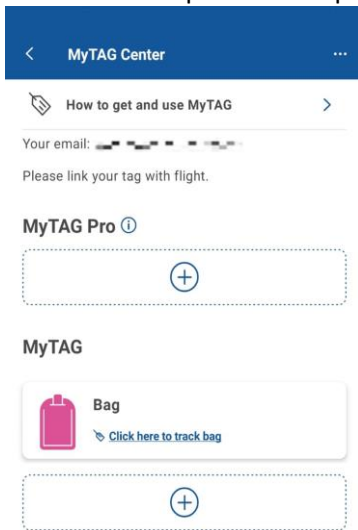 MyTAG Center
How to get and use MyTAG
Your email:
Please link your tag with flight.
MyTAG Pro
MyTAG
Bag
Click here to track bag